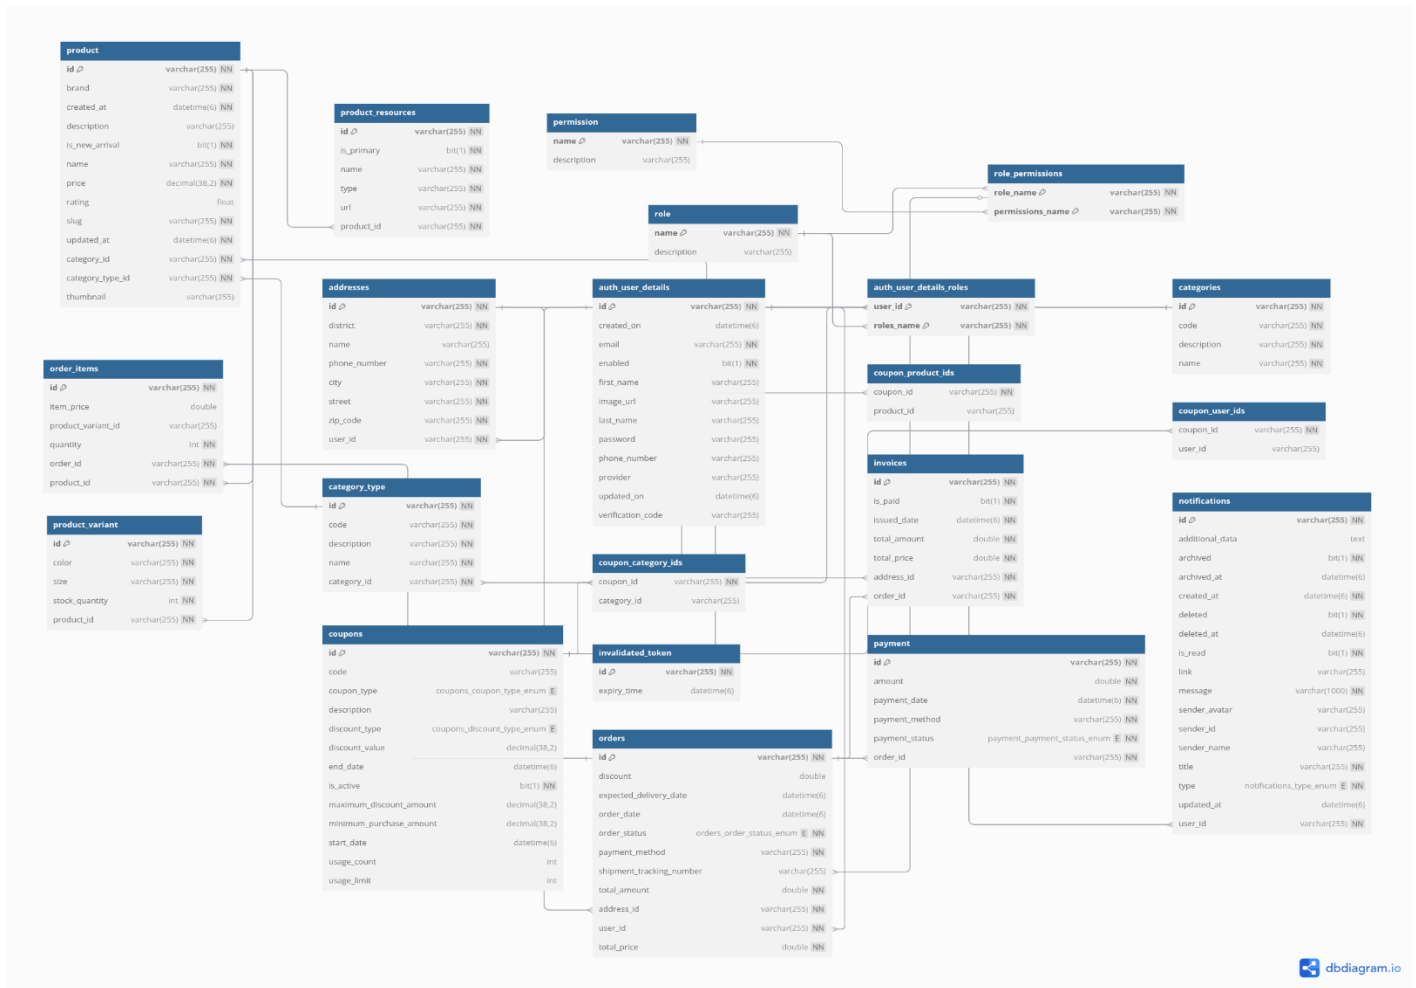 product
id varchar(255) NN
brand varchar(255) NN
created_at datetime(6) NN
description varchar(255)
is_new_arrival bit(1) NN
name varchar(255) NN
price decimal(38,2) NN
rating float
slug varchar(255) NN
updated_at datetime(6) NN
category_id varchar(255) NN
category_type_id varchar(255) NN
thumbnail varchar(255)
product_resources
id varchar(255) NN
is_primary bit(1) NN
name varchar(255) NN
type varchar(255) NN
url varchar(255) NN
product_id varchar(255) NN
permission
name varchar(255) NN
description varchar(255)
role_permissions
role_name varchar(255) NN
permissions_name varchar(255) NN
role
name varchar(255) NN
description varchar(255)
addresses
id varchar(255) NN
district varchar(255) NN
name varchar(255)
phone_number varchar(255) NN
city varchar(255) NN
street varchar(255) NN
zip_code varchar(255) NN
user_id varchar(255) NN
auth_user_details
id varchar(255) NN
created_on datetime(6)
email varchar(255) NN
enabled bit(1) NN
first_name varchar(255)
image_url varchar(255)
last_name varchar(255)
password varchar(255)
phone_number varchar(255)
provider varchar(255)
updated_on datetime(6)
verification_code varchar(255)
auth_user_details_roles
user_id varchar(255) NN
roles_name varchar(255) NN
categories
id varchar(255) NN
code varchar(255) NN
description varchar(255) NN
name varchar(255) NN
order_items
id varchar(255) NN
item_price double
product_variant_id varchar(255)
quantity int NN
order_id varchar(255) NN
product_id varchar(255) NN
coupon_product_ids
coupon_id varchar(255) NN
product_id varchar(255)
coupon_user_ids
coupon_id varchar(255) NN
user_id varchar(255)
invoices
id varchar(255) NN
is_paid bit(1) NN
issued_date datetime(6) NN
total_amount double NN
total_price double NN
address_id varchar(255) NN
order_id varchar(255) NN
category_type
id varchar(255) NN
code varchar(255) NN
description varchar(255) NN
name varchar(255) NN
category_id varchar(255) NN
notifications
id varchar(255) NN
additional_data text
archived bit(1) NN
archived_at datetime(6)
created_at datetime(6) NN
deleted bit(1) NN
deleted_at datetime(6)
is_read bit(1) NN
link varchar(255)
message varchar(1000) NN
sender_avatar varchar(255)
sender_id varchar(255)
sender_name varchar(255)
title varchar(255) NN
type notifications_type_enum E NN
updated_at datetime(6)
user_id varchar(255) NN
product_variant
id varchar(255) NN
color varchar(255) NN
size varchar(255) NN
stock_quantity int NN
product_id varchar(255) NN
coupon_category_ids
coupon_id varchar(255) NN
category_id varchar(255)
coupons
id varchar(255) NN
code varchar(255)
coupon_type coupons_coupon_type_enum E
description varchar(255)
discount_type coupons_discount_type_enum E
discount_value decimal(38,2)
end_date datetime(6)
is_active bit(1) NN
maximum_discount_amount decimal(38,2)
minimum_purchase_amount decimal(38,2)
start_date datetime(6)
usage_count int
usage_limit int
invalidated_token
id varchar(255) NN
expiry_time datetime(6)
payment
id varchar(255) NN
amount double NN
payment_date datetime(6) NN
payment_method varchar(255) NN
payment_status payment_payment_status_enum E NN
order_id varchar(255) NN
orders
id varchar(255) NN
discount double
expected_delivery_date datetime(6)
order_date datetime(6)
order_status orders_order_status_enum E NN
payment_method varchar(255) NN
shipment_tracking_number varchar(255)
total_amount double NN
address_id varchar(255) NN
user_id varchar(255) NN
total_price double NN
dbdiagram.io